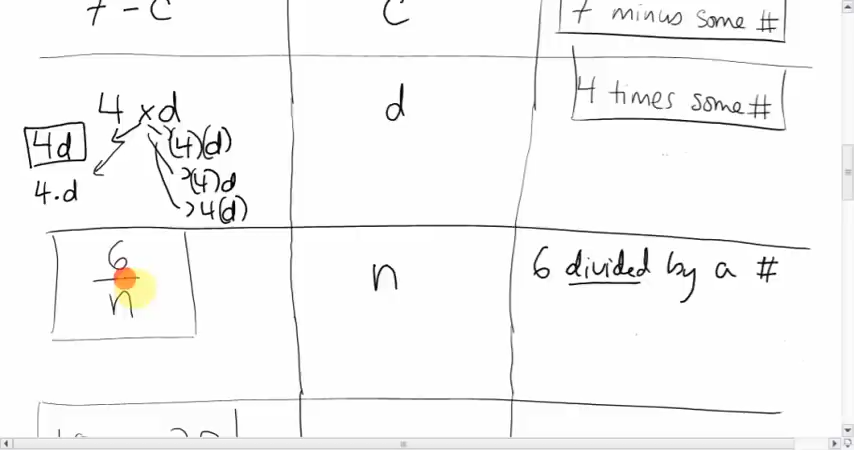 7 - C
C
7 minus some #
4 x d
4d
4.d
(4)(d)
(4)d
4(d)
d
4 times some #
6
n
n
6 divided by a #